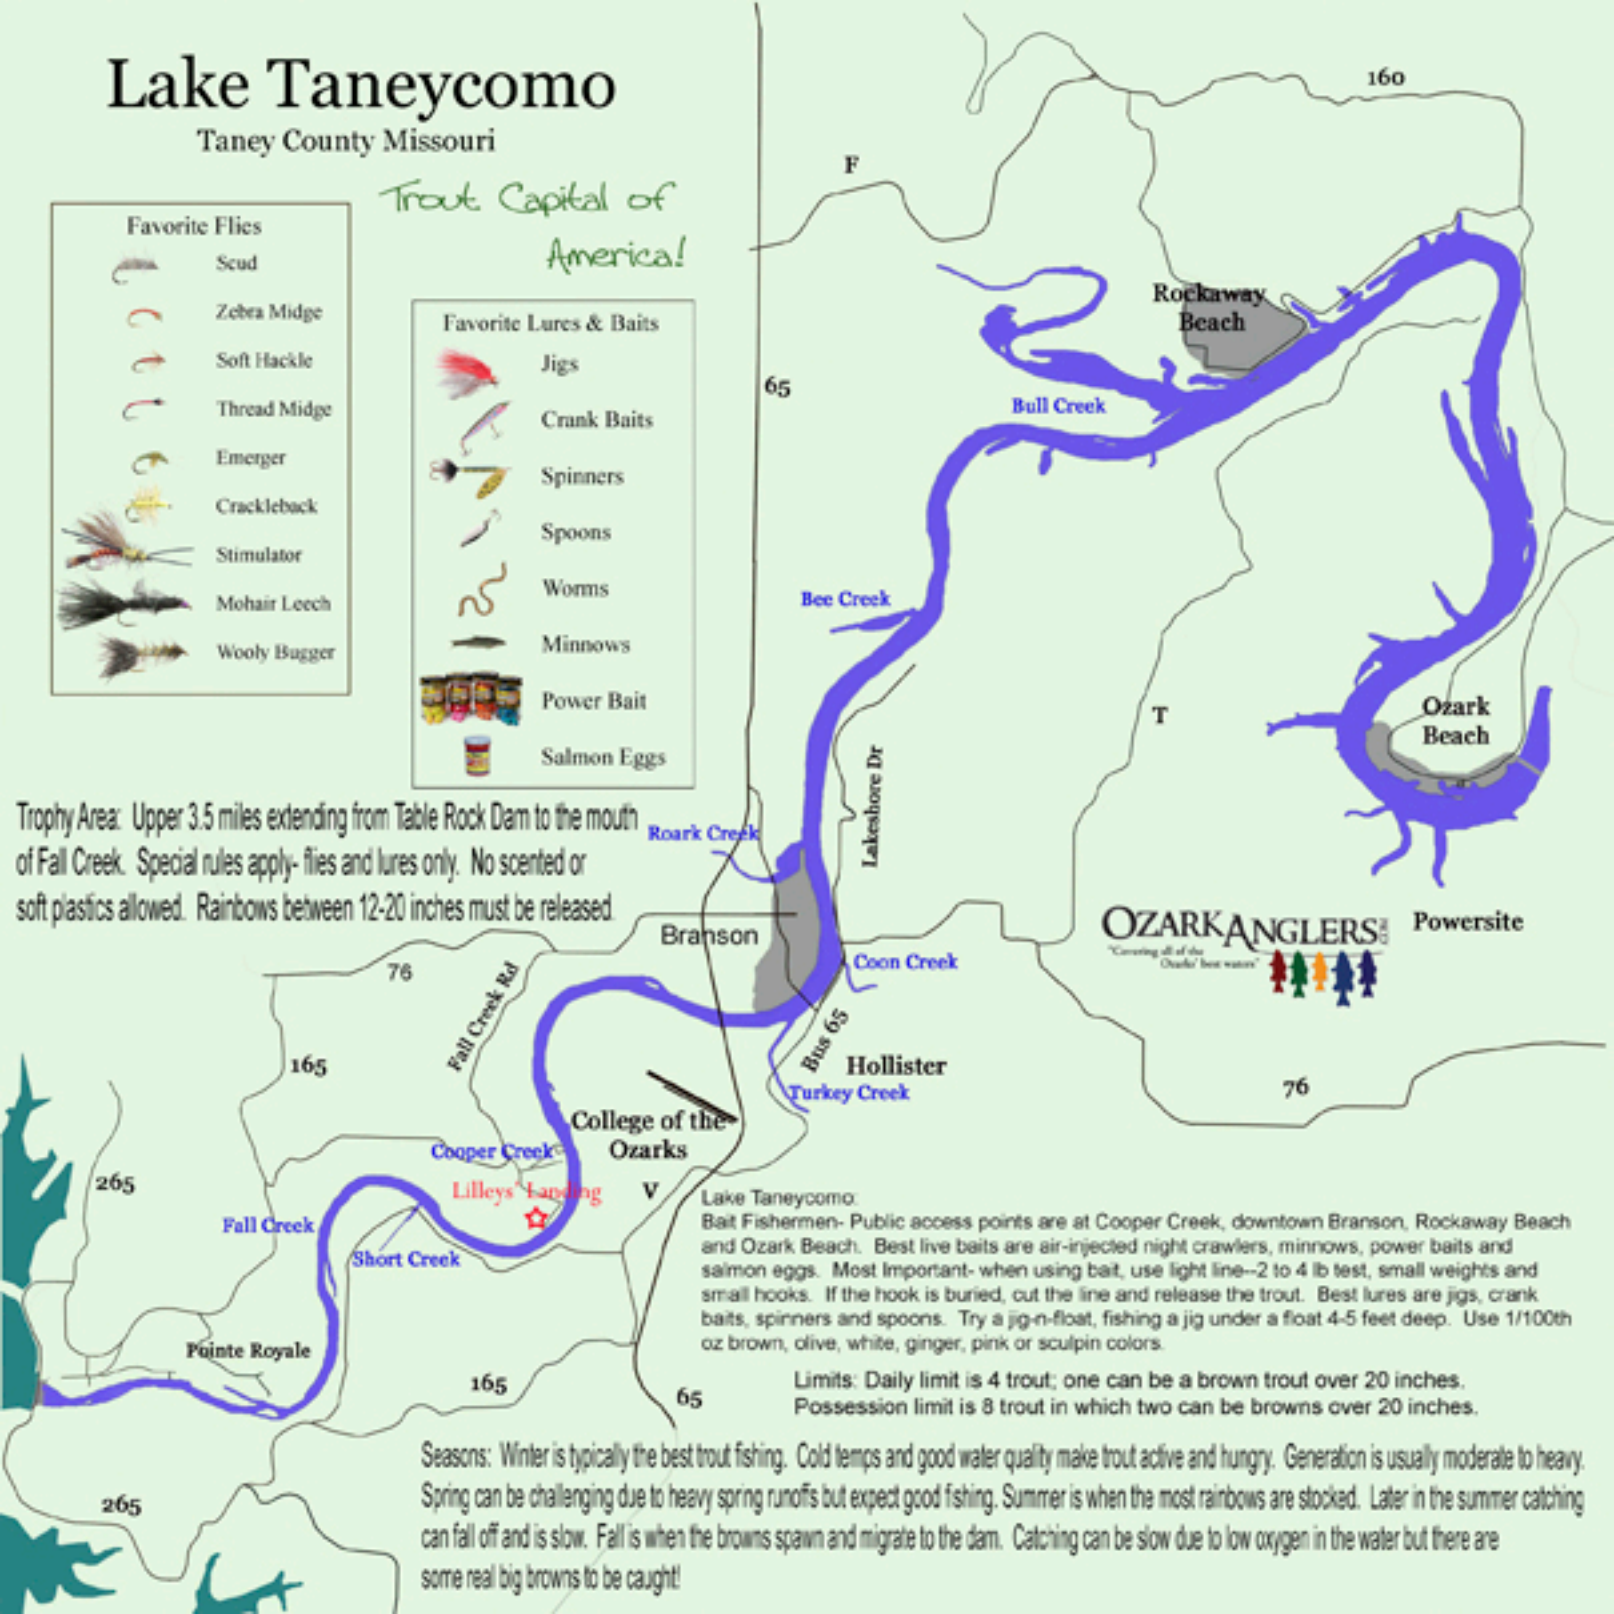 Lake Taneycomo
Taney County Missouri
Trout Capital of
America!
Favorite Flies
Scud
Zebra Midge
Soft Hackle
Thread Midge
Emerger
Crackleback
Stimulator
Mohair Leech
Wooly Bugger
Favorite Lures & Baits
Jigs
Crank Baits
Spinners
Spoons
Worms
Minnows
Power Bait
Salmon Eggs
160
F
65
Rockaway
Beach
Bull Creek
Bee Creek
T
Ozark
Beach
Lakeshore Dr
Trophy Area: Upper 3.5 miles extending from Table Rock Dam to the mouth
of Fall Creek. Special rules apply- flies and lures only. No scented or
soft plastics allowed. Rainbows between 12-20 inches must be released.
Roark Creek
Branson
OZARKANGLERS.COM
"Covering all of the
Ozarks' best waters"
Powersite
Coon Creek
76
Fall Creek Rd
165
Bus 65
Hollister
Turkey Creek
76
College of the
Ozarks
Cooper Creek
Lilleys' Landing
V
265
Fall Creek
Short Creek
Pointe Royale
165
65
265
Lake Taneycomo:
Bait Fishermen- Public access points are at Cooper Creek, downtown Branson, Rockaway Beach
and Ozark Beach. Best live baits are air-injected night crawlers, minnows, power baits and
salmon eggs. Most Important- when using bait, use light line--2 to 4 lb test, small weights and
small hooks. If the hook is buried, cut the line and release the trout. Best lures are jigs, crank
baits, spinners and spoons. Try a jig-n-float, fishing a jig under a float 4-5 feet deep. Use 1/100th
oz brown, olive, white, ginger, pink or sculpin colors.
Limits: Daily limit is 4 trout; one can be a brown trout over 20 inches.
Possession limit is 8 trout in which two can be browns over 20 inches.
Seasons: Winter is typically the best trout fishing. Cold temps and good water quality make trout active and hungry. Generation is usually moderate to heavy.
Spring can be challenging due to heavy spring runoffs but expect good fishing. Summer is when the most rainbows are stocked. Later in the summer catching
can fall off and is slow. Fall is when the browns spawn and migrate to the dam. Catching can be slow due to low oxygen in the water but there are
some real big browns to be caught!